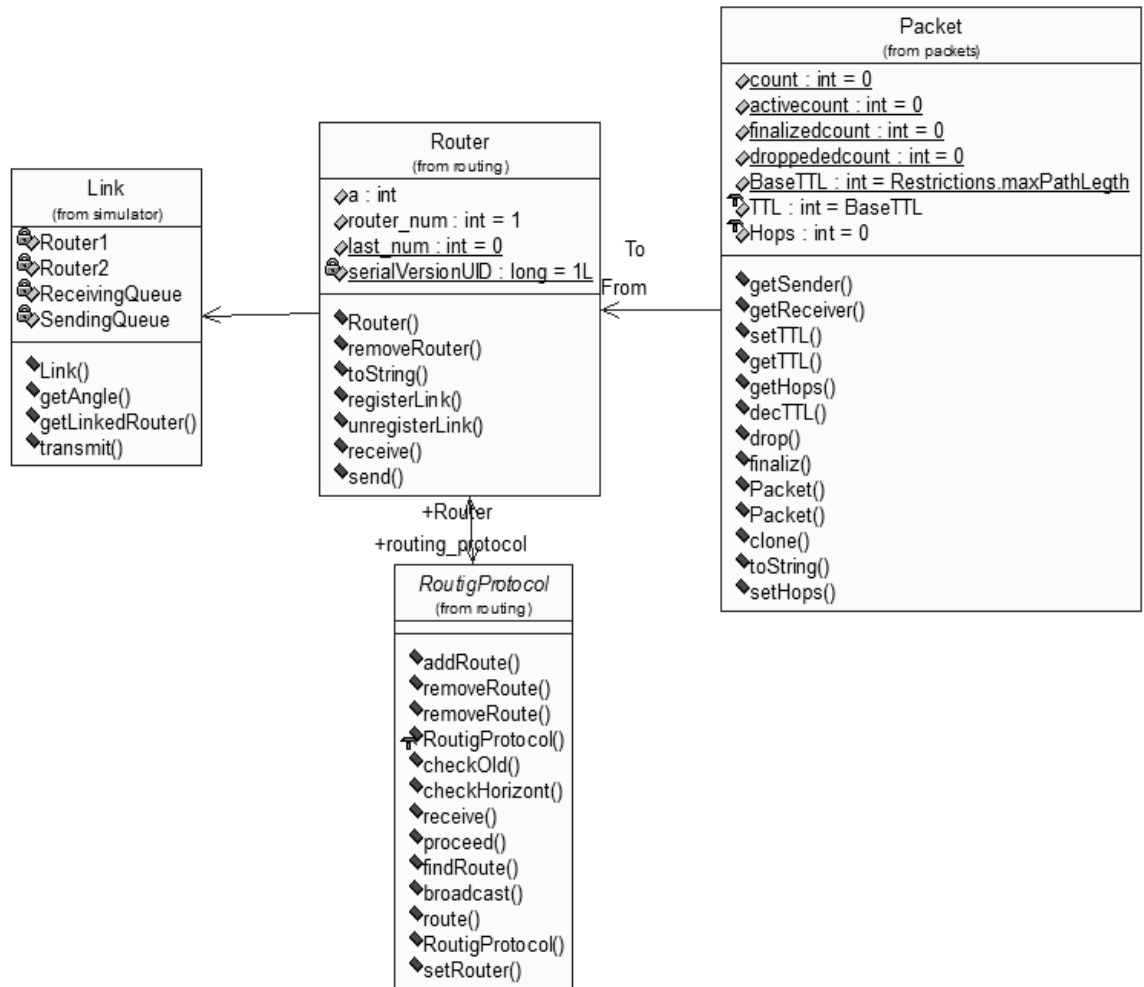 Link
(from simulator)
Router1
Router2
ReceivingQueue
SendingQueue
Link()
getAngle()
getLinkedRouter()
transmit()
Router
(from routing)
a : int
router_num : int = 1
last_num : int = 0
serialVersionUID : long = 1L
Router()
removeRouter()
toString()
registerLink()
unregisterLink()
receive()
send()
To
From
Packet
(from packets)
count : int = 0
activecount : int = 0
finalizedcount : int = 0
droppededcount : int = 0
BaseTTL : int = Restrictions.maxPathLegth
TTL : int = BaseTTL
Hops : int = 0
getSender()
getReceiver()
setTTL()
getTTL()
getHops()
decTTL()
drop()
finaliz()
Packet()
Packet()
clone()
toString()
setHops()
+Router
+routing_protocol
RoutigProtocol
(from routing)
addRoute()
removeRoute()
removeRoute()
RoutigProtocol()
checkOld()
checkHorizont()
receive()
proceed()
findRoute()
broadcast()
route()
RoutigProtocol()
setRouter()